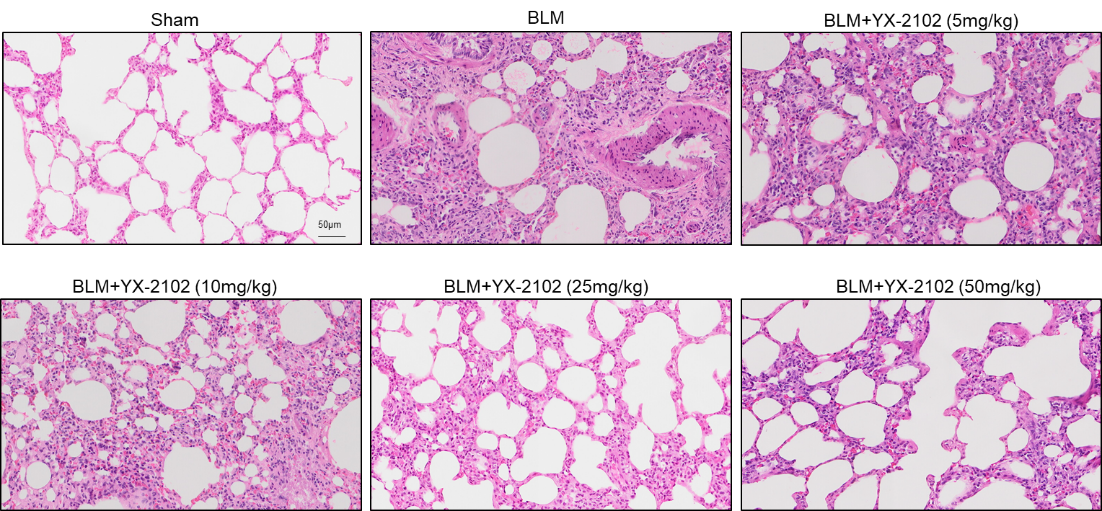 Sham
BLM
BLM+YX-2102 (5mg/kg)
50μm
BLM+YX-2102 (10mg/kg)
BLM+YX-2102 (25mg/kg)
BLM+YX-2102 (50mg/kg)